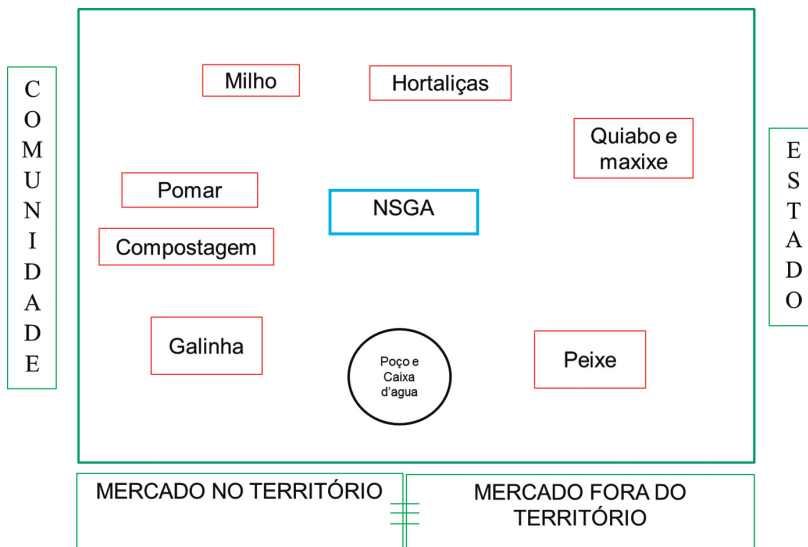 COMUNIDADE
Milho
Hortaliças
Quiabo e
maxixe
Pomar
NSGA
Compostagem
Galinha
Poço e
Caixa
d'agua
Peixe
ESTADO
MERCADO NO TERRITÓRIO
MERCADO FORA DO
TERRITÓRIO